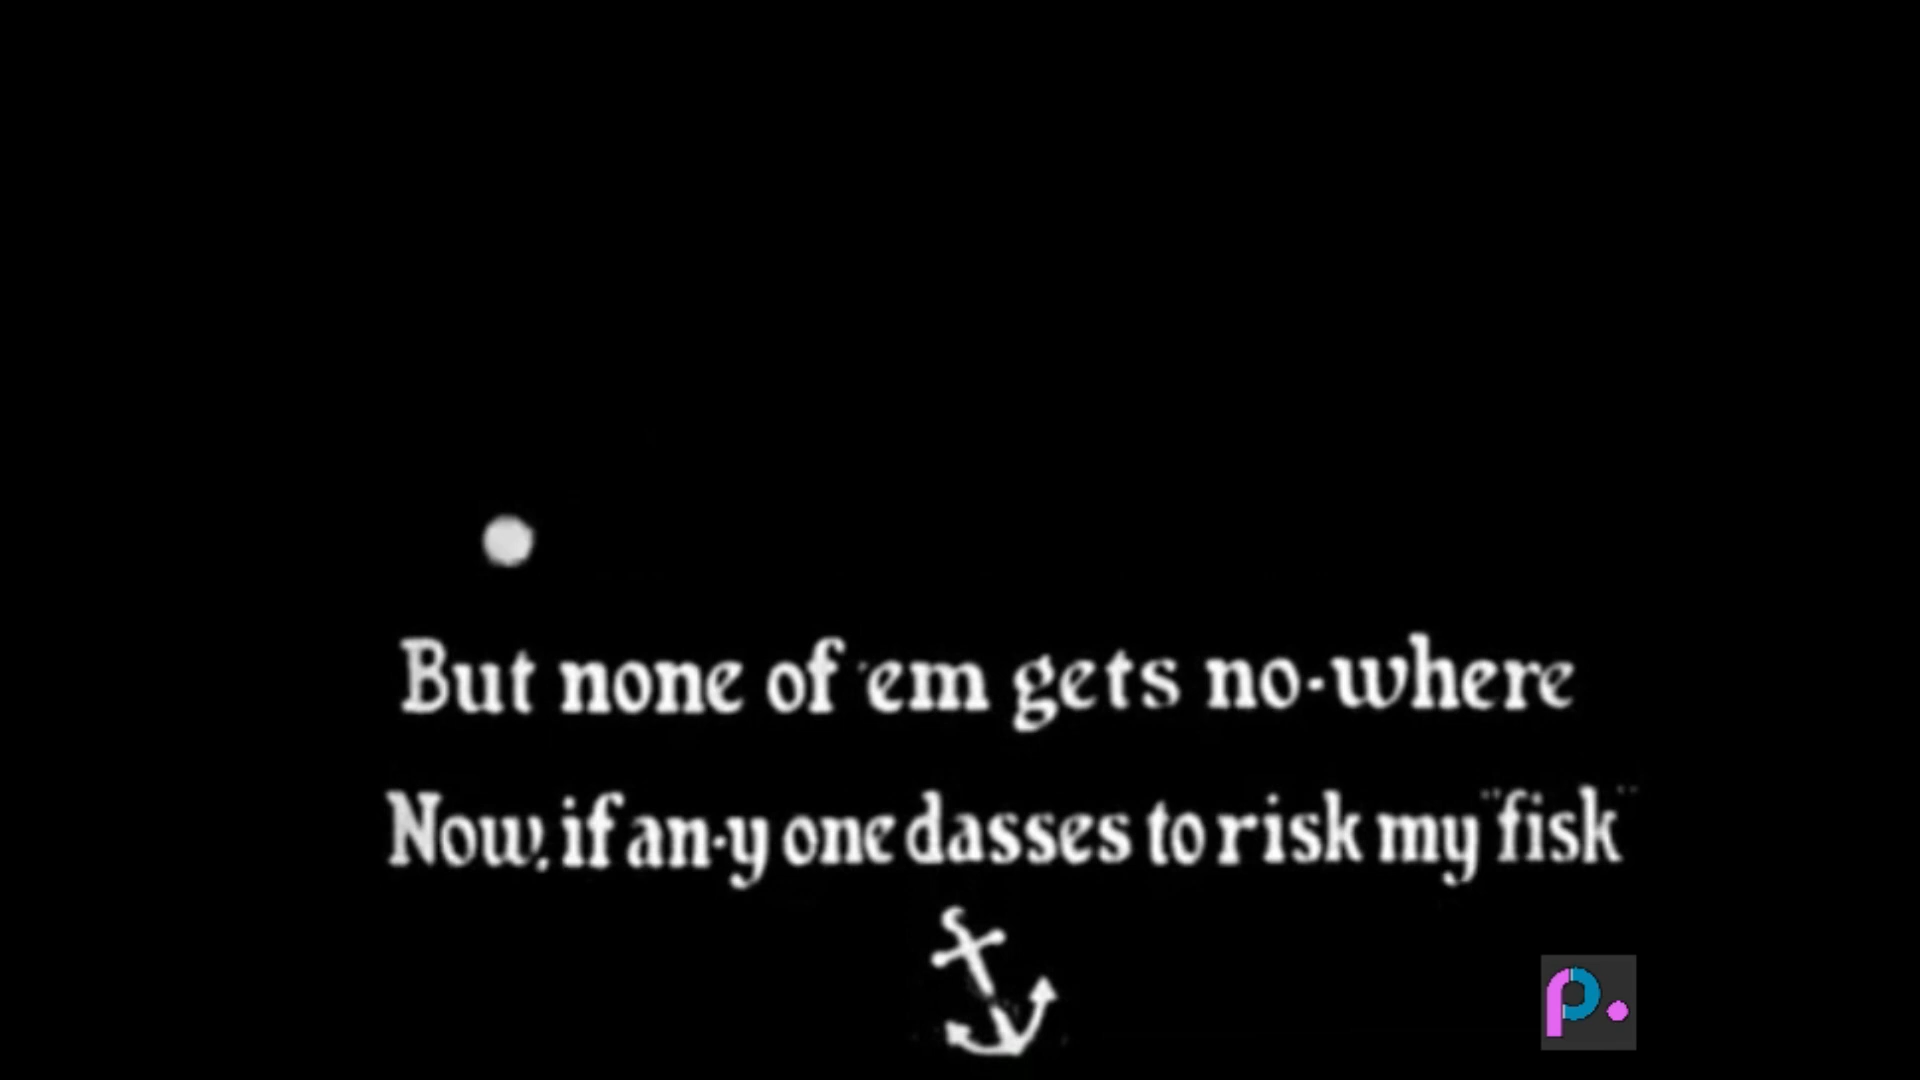 But none of 'em gets no-where
Now, if an-y one dasses to risk my "fisk"
p.